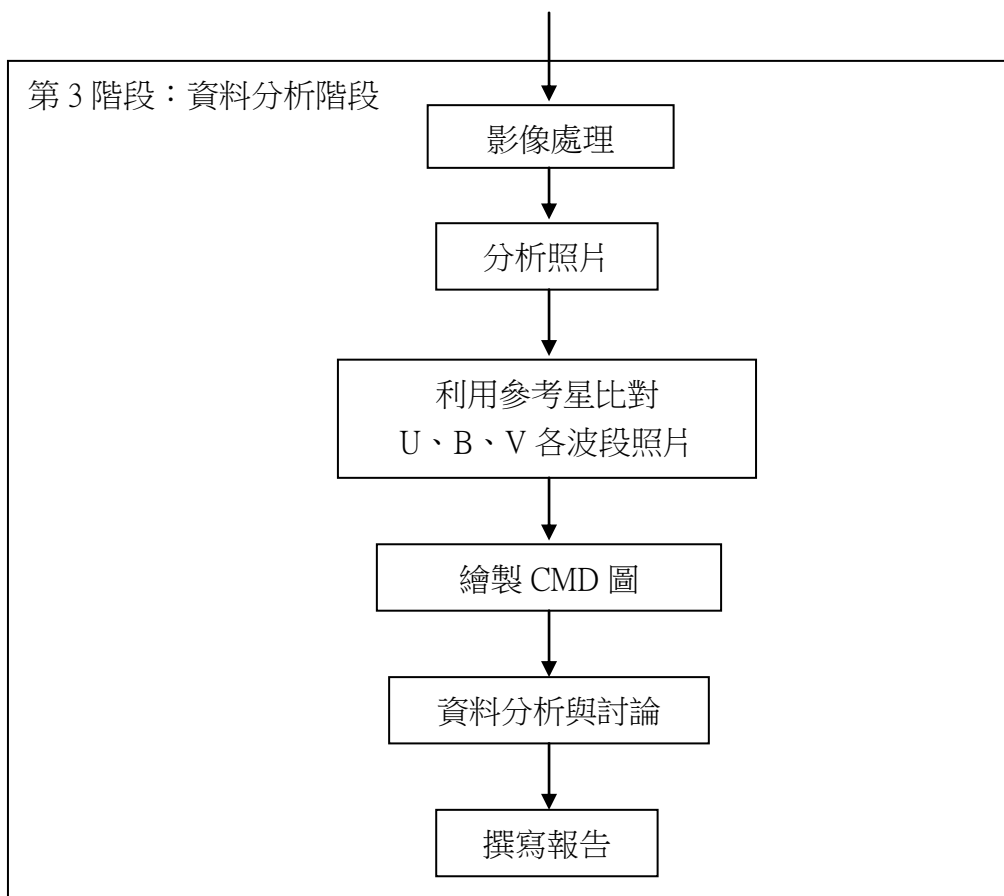 第 3 階段：資料分析階段
影像處理
分析照片
利用參考星比對
U、B、V 各波段照片
繪製 CMD 圖
資料分析與討論
撰寫報告